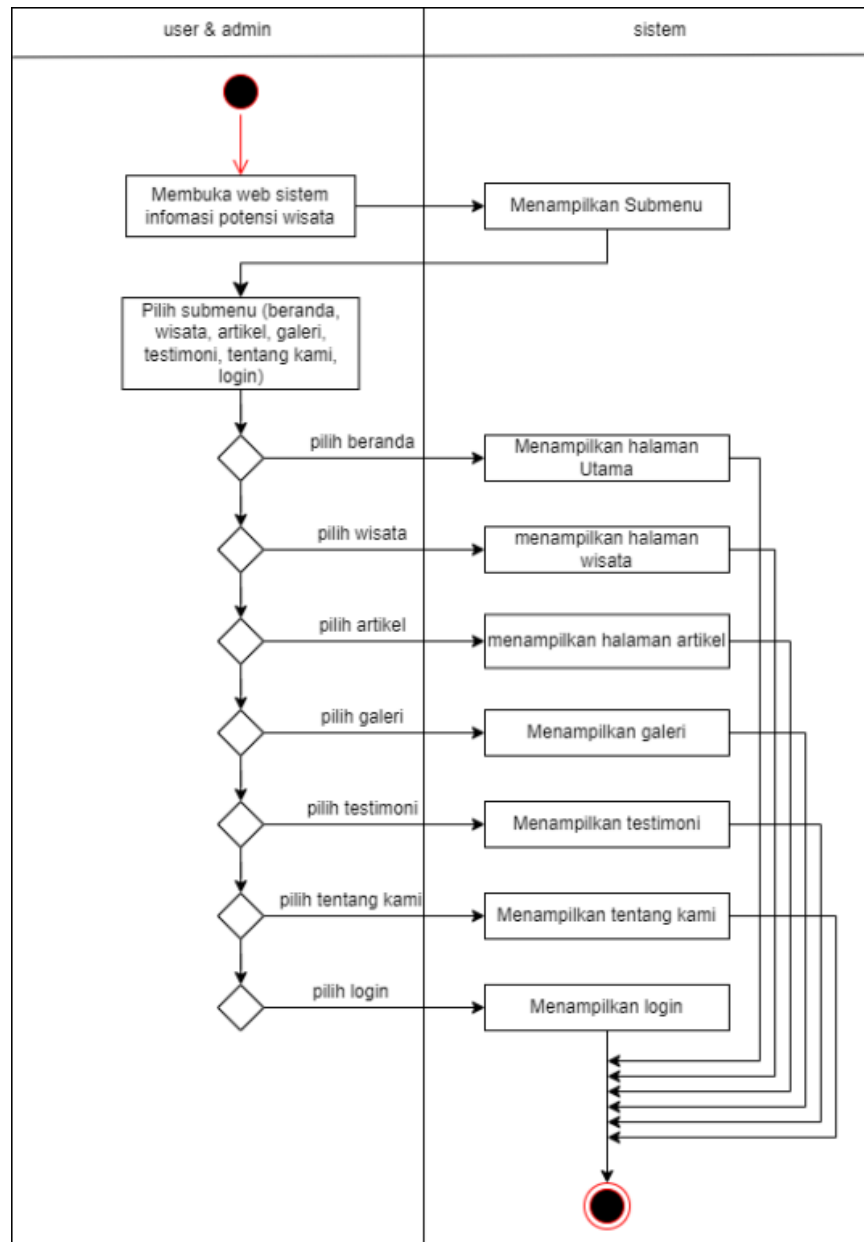 user & admin
sistem
Membuka web sistem
infomasi potensi wisata
Menampilkan Submenu
Pilih submenu (beranda,
wisata, artikel, galeri,
testimoni, tentang kami,
login)
pilih beranda
Menampilkan halaman
Utama
pilih wisata
menampilkan halaman
wisata
pilih artikel
menampilkan halaman artikel
pilih galeri
Menampilkan galeri
pilih testimoni
Menampilkan testimoni
pilih tentang kami
Menampilkan tentang kami
pilih login
Menampilkan login